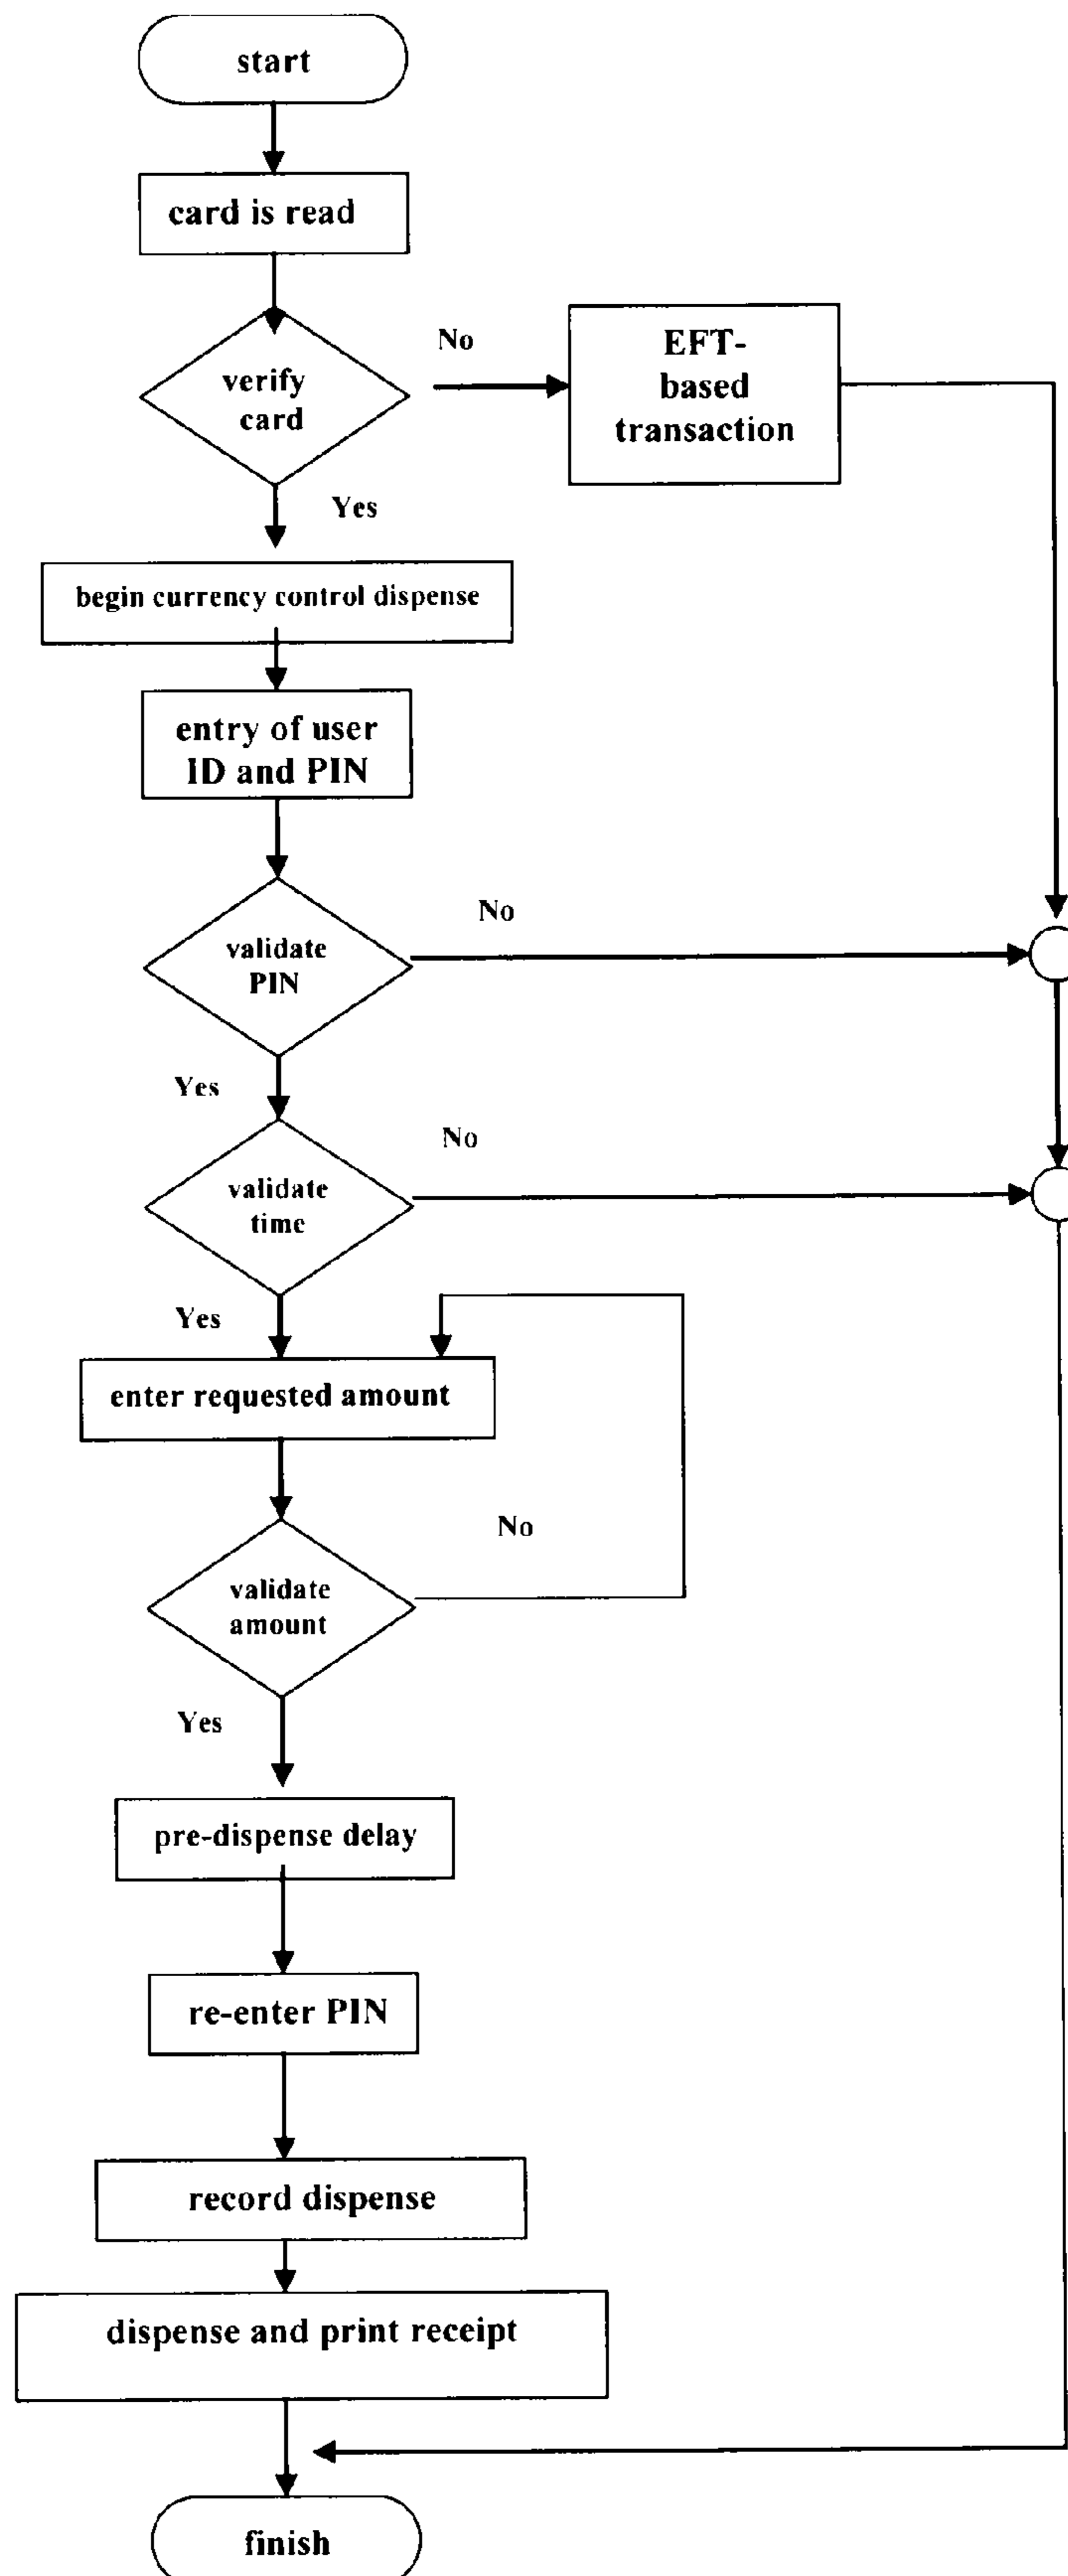 start
card is read
verify
card
No
EFT-
based
transaction
Yes
begin currency control dispense
entry of user
ID and PIN
validate
PIN
No
Yes
validate
time
No
Yes
enter requested amount
validate
amount
No
Yes
pre-dispense delay
re-enter PIN
record dispense
dispense and print receipt
finish